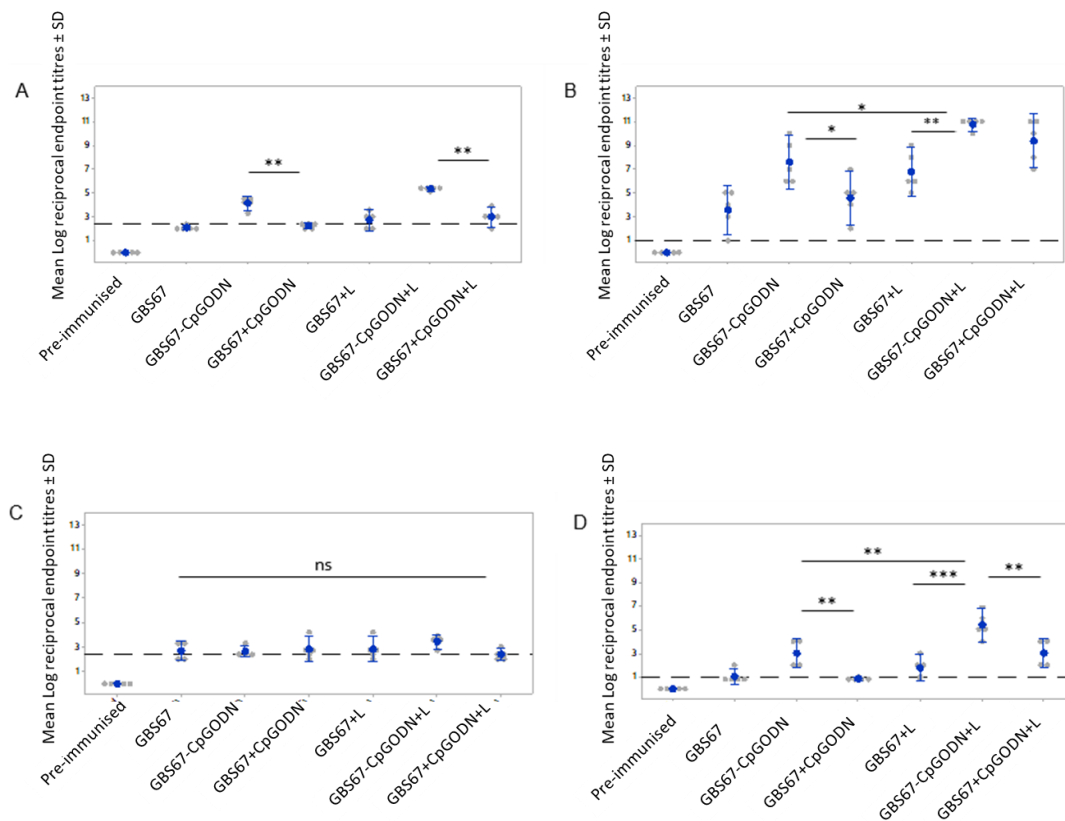 A
Mean Log reciprocal endpoint titres ± SD
13
11
9
7
5
3
1
**
**
Pre-immunised
GBS67
GBS67-CpGODN
GBS67+CpGODN
GBS67+L
GBS67-CpGODN+L
GBS67+CpGODN+L
B
Mean Log reciprocal endpoint titres ± SD
13
11
9
7
5
3
1
*
*
**
Pre-immunised
GBS67
GBS67-CpGODN
GBS67+CpGODN
GBS67+L
GBS67-CpGODN+L
GBS67+CpGODN+L
C
Mean Log reciprocal endpoint titres ± SD
13
11
9
7
5
3
1
ns
Pre-immunised
GBS67
GBS67-CpGODN
GBS67+CpGODN
GBS67+L
GBS67-CpGODN+L
GBS67+CpGODN+L
D
Mean Log reciprocal endpoint titres ± SD
13
11
9
7
5
3
1
**
***
**
**
Pre-immunised
GBS67
GBS67-CpGODN
GBS67+CpGODN
GBS67+L
GBS67-CpGODN+L
GBS67+CpGODN+L